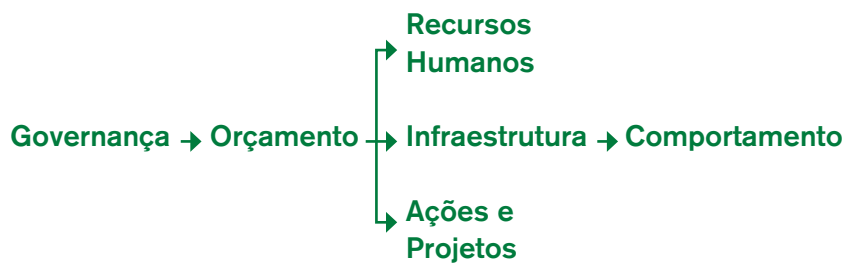 Recursos
Humanos
Governança
Orçamento
Infraestrutura
Comportamento
Ações e
Projetos